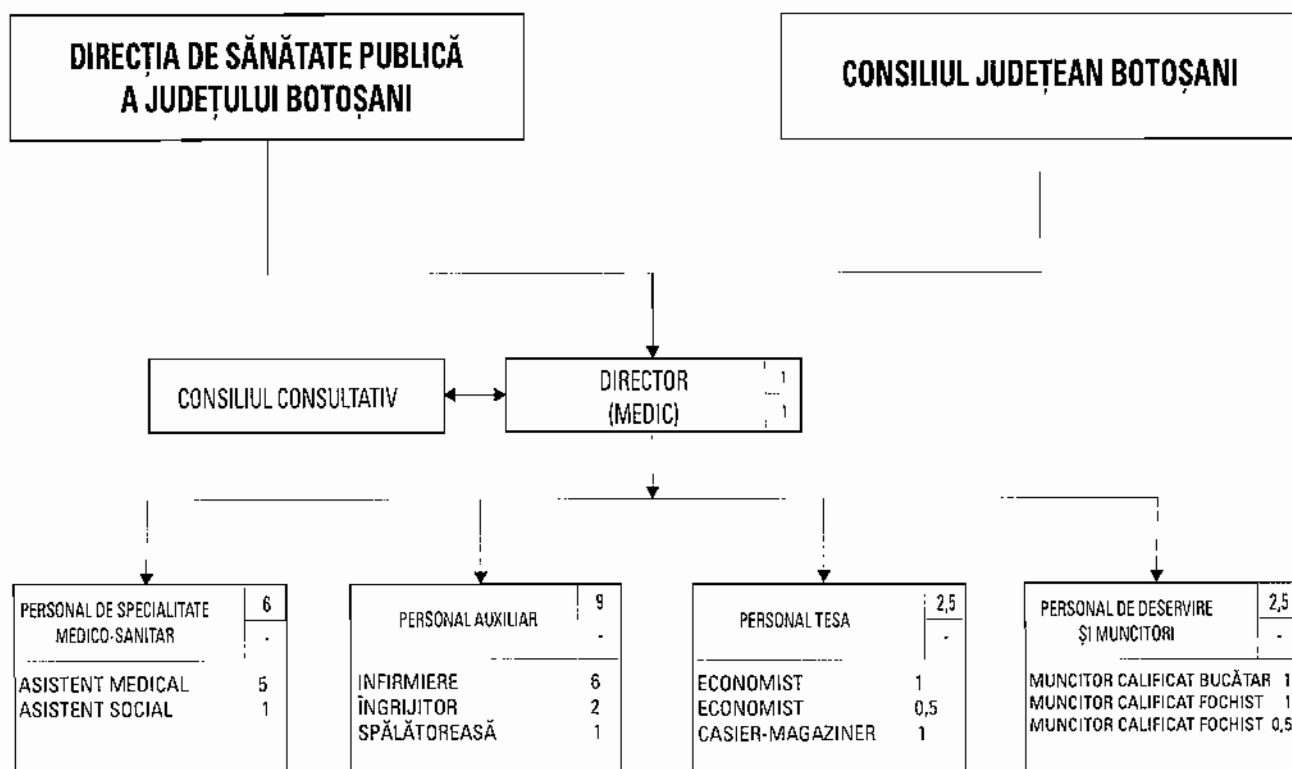 DIRECȚIA DE SĂNĂTATE PUBLICĂ
A JUDEȚULUI BOTOȘANI
CONSILIUL JUDEȚEAN BOTOȘANI
CONSILIUL CONSULTATIV
DIRECTOR 1
(MEDIC) 1
PERSONAL DE SPECIALITATE 6
MEDICO-SANITAR -
ASISTENT MEDICAL 5
ASISTENT SOCIAL 1
PERSONAL AUXILIAR 9
-
INFIRMIERE 6
ÎNGRIJITOR 2
SPĂLĂTOREASĂ 1
PERSONAL TESA 2,5
-
ECONOMIST 1
ECONOMIST 0,5
CASIER-MAGAZINER 1
PERSONAL DE DESERVIRE 2,5
ȘI MUNCITORI -
MUNCITOR CALIFICAT BUCĂTAR 1
MUNCITOR CALIFICAT FOCHIST 1
MUNCITOR CALIFICAT FOCHIST 0,5